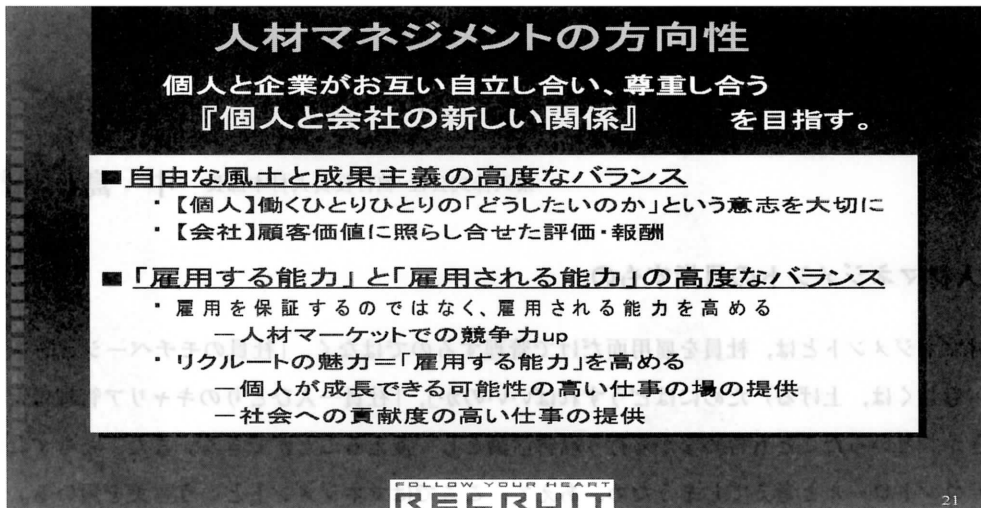 人材マネジメントの方向性
個人と企業がお互い自立し合い、尊重し合う
『個人と会社の新しい関係』 を目指す。
■ 自由な風土と成果主義の高度なバランス
・【個人】働くひとりひとりの「どうしたいのか」という意志を大切に
・【会社】顧客価値に照らし合せた評価・報酬
■ 「雇用する能力」と「雇用される能力」の高度なバランス
・ 雇用を保証するのではなく、雇用される能力を高める
－人材マーケットでの競争力up
・ リクルートの魅力＝「雇用する能力」を高める
－個人が成長できる可能性の高い仕事の場の提供
－社会への貢献度の高い仕事の提供
FOLLOW YOUR HEART
RECRUIT
21